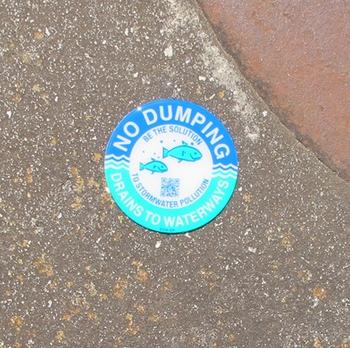 NO DUMPING
BE THE SOLUTION
TO STORMWATER POLLUTION
DRAINS TO WATERWAYS